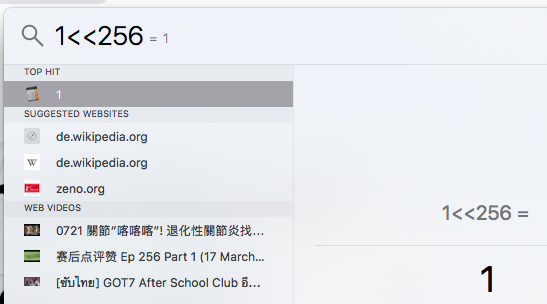 1<<256 = 1
TOP HIT
1
SUGGESTED WEBSITES
de.wikipedia.org
W de.wikipedia.org
zeno.org
WEB VIDEOS
0721 關節"喀喀喀"! 退化性關節炎找…
赛后点评赞 Ep 256 Part 1 (17 March…
[ซับไทย] GOT7 After School Club อี…
1<<256 =
1